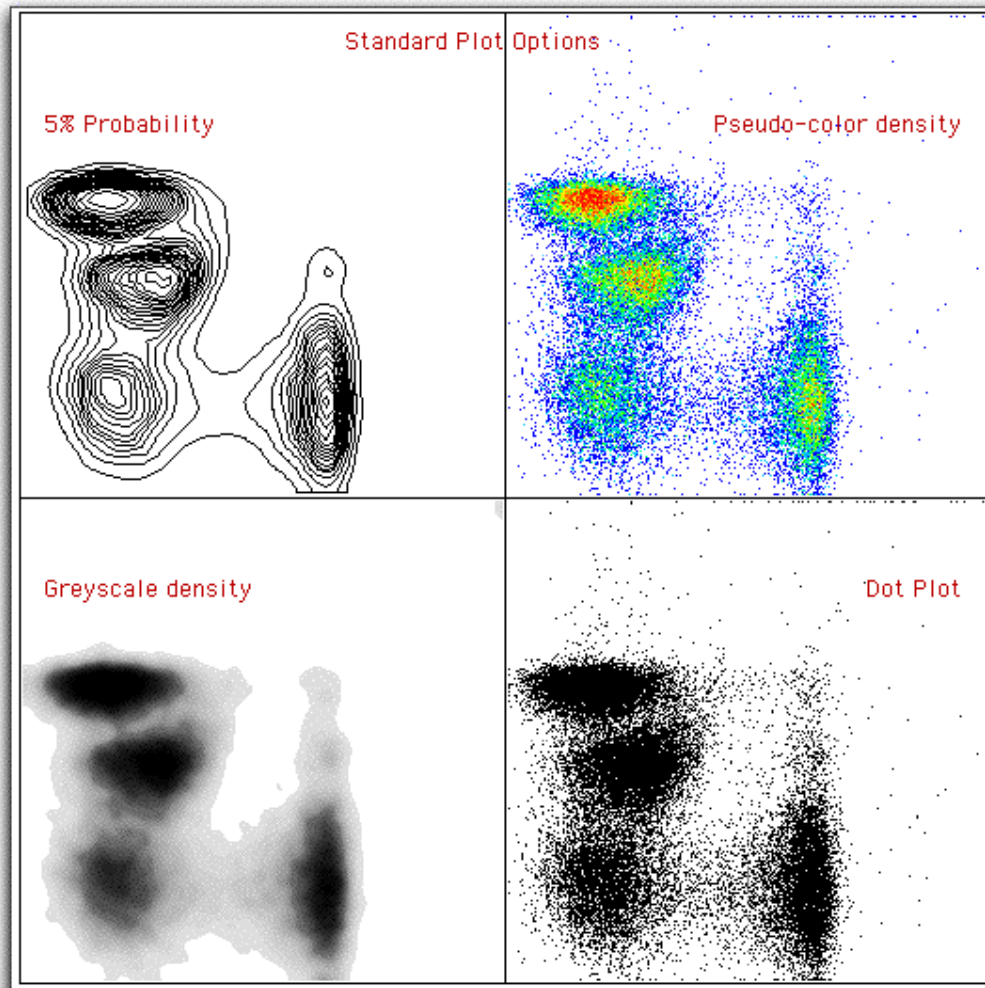 Standard Plot Options
5% Probability
Pseudo-color density
Greyscale density
Dot Plot